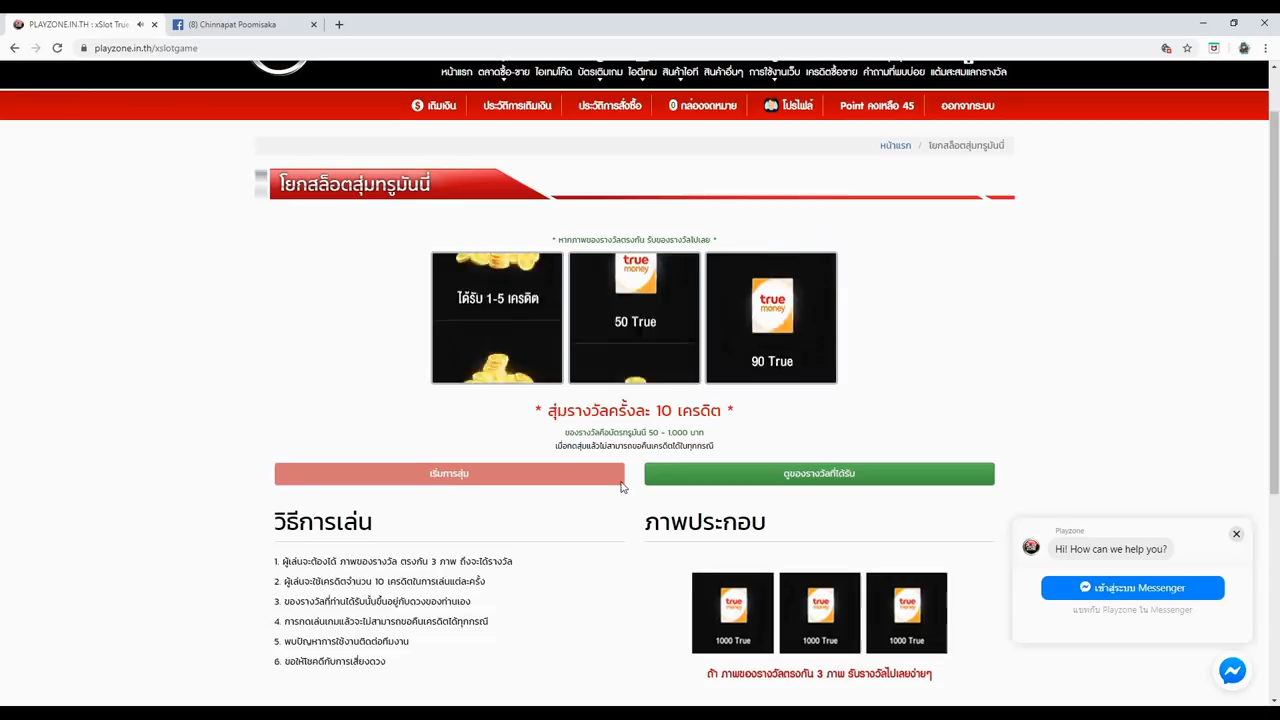 PLAYZONE.IN.TH : xSlot True
(8) Chinnapat Poomisaka
playzone.in.th/xslotgame
หน้าแรก ตลาดซื้อ-ขาย ไอเทมโค๊ด บัตรเติมเกม ไอดีเกม สินค้าไอที สินค้าอื่นๆ การใช้งานเว็บ เครดิตซื้อขาย คำถามที่พบบ่อย แต้มสะสมแลกรางวัล
$ เติมเงิน ประวัติการเติมเงิน ประวัติการสั่งซื้อ 0 กล่องจดหมาย โปรไฟล์ Point คงเหลือ 45 ออกจากระบบ
หน้าแรก / โยกสล็อตสุ่มทรูมันนี่
โยกสล็อตสุ่มทรูมันนี่
* หากภาพของรางวัลตรงกัน รับของรางวัลไปเลย *
ได้รับ 1-5 เครดิต
true money
50 True
true money
90 True
* สุ่มรางวัลครั้งละ 10 เครดิต *
ของรางวัลคือบัตรทรูมันนี่ 50 - 1,000 บาท
เมื่อกดสุ่มแล้วไม่สามารถขอคืนเครดิตได้ในทุกกรณี
เริ่มการสุ่ม
ดูของรางวัลที่ได้รับ
วิธีการเล่น
1. ผู้เล่นจะต้องได้ ภาพของรางวัล ตรงกัน 3 ภาพ ถึงจะได้รางวัล
2. ผู้เล่นจะใช้เครดิตจำนวน 10 เครดิตในการเล่นแต่ละครั้ง
3. ของรางวัลที่ท่านได้รับนั้นขึ้นอยู่กับดวงของท่านเอง
4. การกดเล่นเกมแล้วจะไม่สามารถขอคืนเครดิตได้ทุกกรณี
5. พบปัญหาการใช้งานติดต่อทีมงาน
6. ขอให้โชคดีกับการเสี่ยงดวง
ภาพประกอบ
true money true money true money
1000 True 1000 True 1000 True
ถ้า ภาพของรางวัลตรงกัน 3 ภาพ รับรางวัลไปเลยง่ายๆ
Playzone
Hi! How can we help you?
เข้าสู่ระบบ Messenger
แชทกับ Playzone ใน Messenger